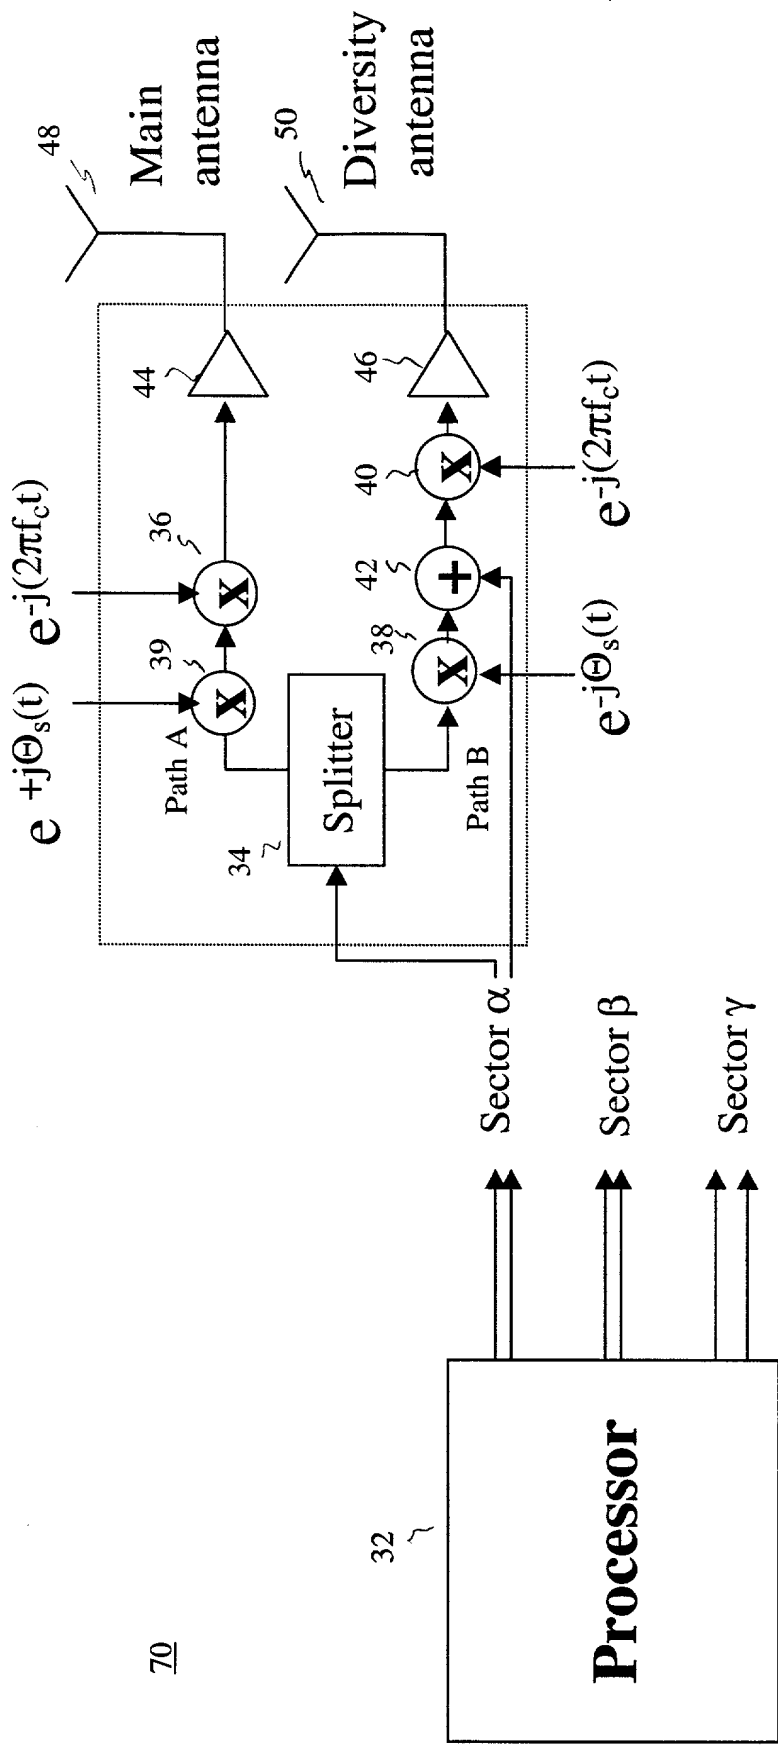 70
32
Processor
Sector α
Sector β
Sector γ
34
Splitter
Path A
Path B
e +jΘs(t)
e-j(2πfct)
39
X
36
X
38
X
42
+
40
X
e-jΘs(t)
e-j(2πfct)
44
46
48
Main
antenna
50
Diversity
antenna